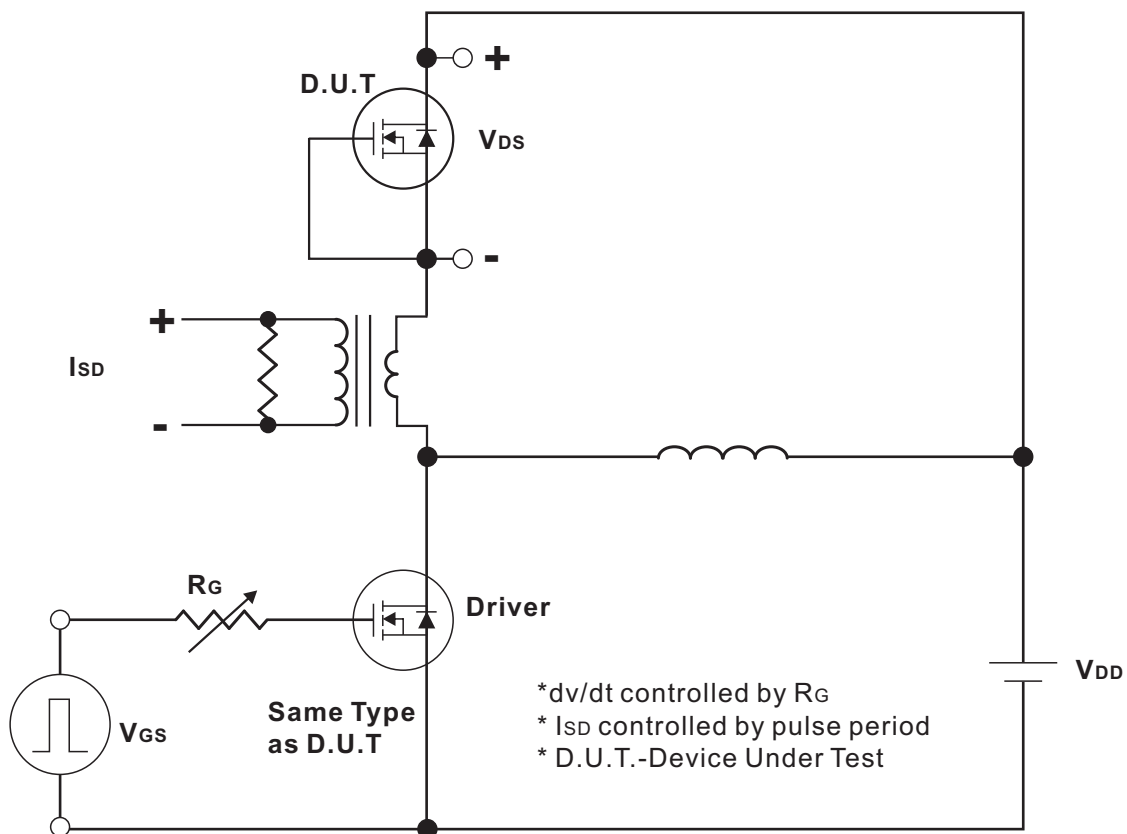 +
D.U.T
VDS
-
+
ISD
-
RG
Driver
VDD
VGS
Same Type
as D.U.T
*dv/dt controlled by RG
* ISD controlled by pulse period
* D.U.T.-Device Under Test